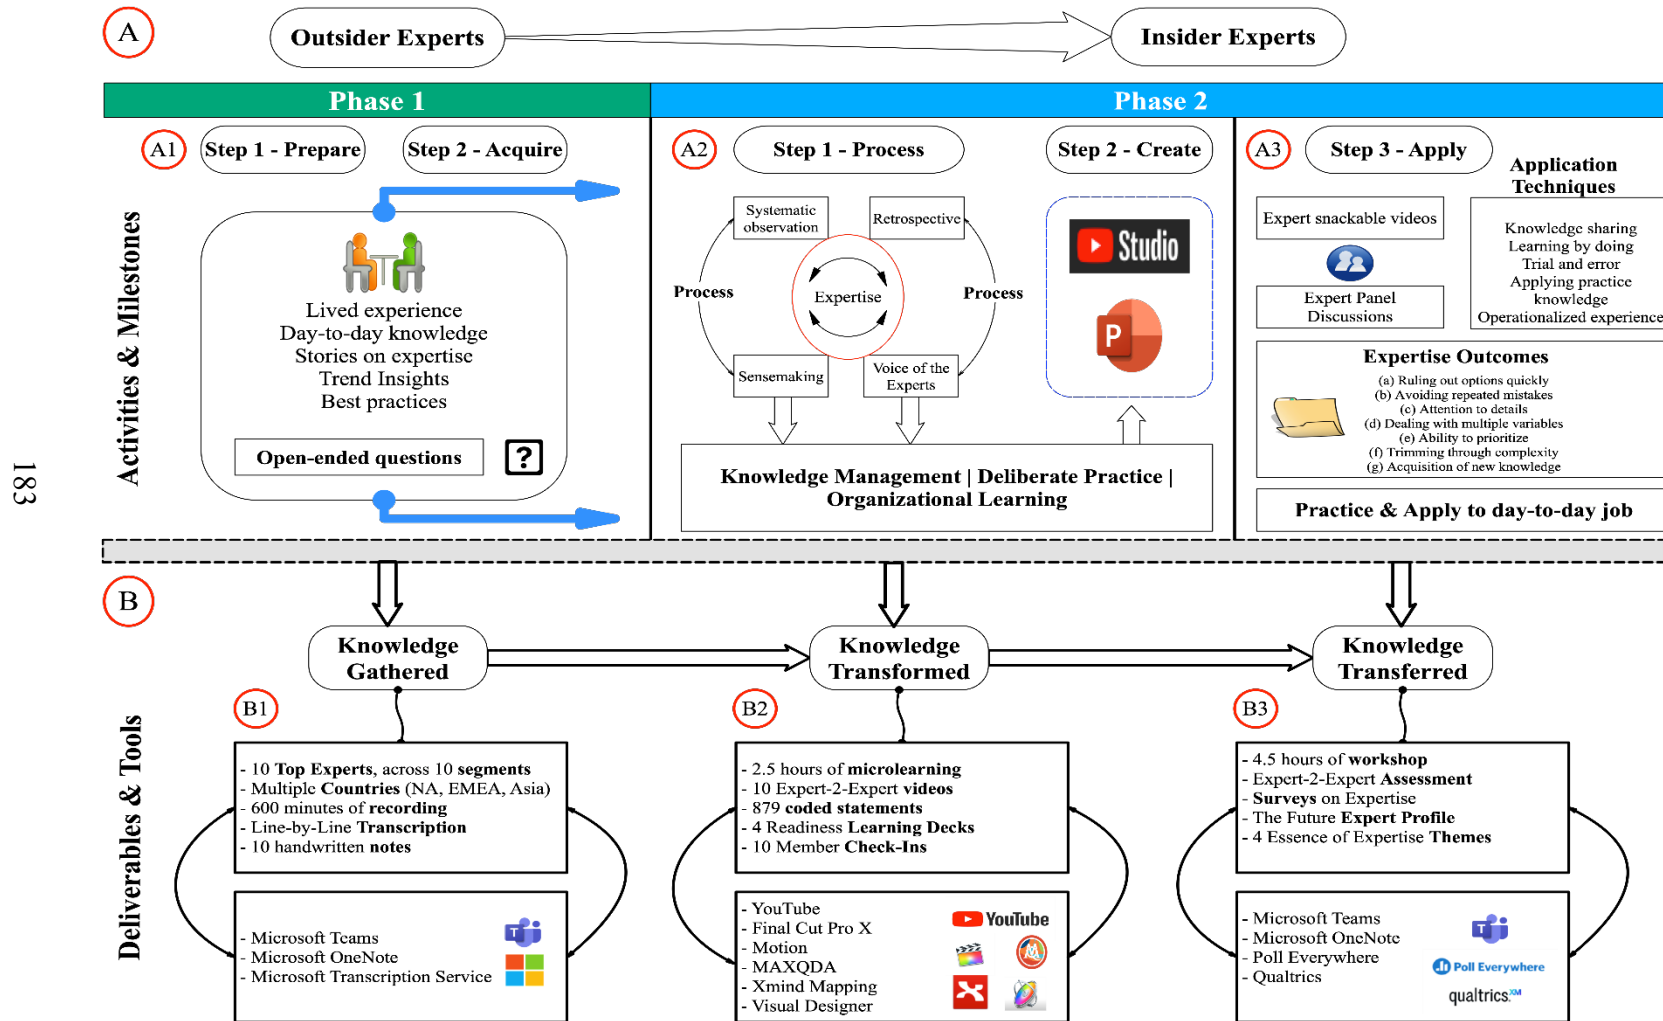 A
Outsider Experts
Insider Experts
Phase 1
Phase 2
Activities & Milestones
A1
Step 1 - Prepare
Step 2 - Acquire
Lived experience
Day-to-day knowledge
Stories on expertise
Trend Insights
Best practices
Open-ended questions
?
A2
Step 1 - Process
Step 2 - Create
Systematic
observation
Retrospective
Process
Expertise
Process
Sensemaking
Voice of the
Experts
Studio
P
Knowledge Management | Deliberate Practice |
Organizational Learning
A3
Step 3 - Apply
Application
Techniques
Expert snackable videos
Expert Panel
Discussions
Knowledge sharing
Learning by doing
Trial and error
Applying practice
knowledge
Operationalized experience
Expertise Outcomes
(a) Ruling out options quickly
(b) Avoiding repeated mistakes
(c) Attention to details
(d) Dealing with multiple variables
(e) Ability to prioritize
(f) Trimming through complexity
(g) Acquisition of new knowledge
Practice & Apply to day-to-day job
183
B
Deliverables & Tools
Knowledge
Gathered
Knowledge
Transformed
Knowledge
Transferred
B1
- 10 Top Experts, across 10 segments
- Multiple Countries (NA, EMEA, Asia)
- 600 minutes of recording
- Line-by-Line Transcription
- 10 handwritten notes
- Microsoft Teams
- Microsoft OneNote
- Microsoft Transcription Service
T
B2
- 2.5 hours of microlearning
- 10 Expert-2-Expert videos
- 879 coded statements
- 4 Readiness Learning Decks
- 10 Member Check-Ins
- YouTube
- Final Cut Pro X
- Motion
- MAXQDA
- Xmind Mapping
- Visual Designer
YouTube
B3
- 4.5 hours of workshop
- Expert-2-Expert Assessment
- Surveys on Expertise
- The Future Expert Profile
- 4 Essence of Expertise Themes
- Microsoft Teams
- Microsoft OneNote
- Poll Everywhere
- Qualtrics
T
Poll Everywhere
qualtrics.XM